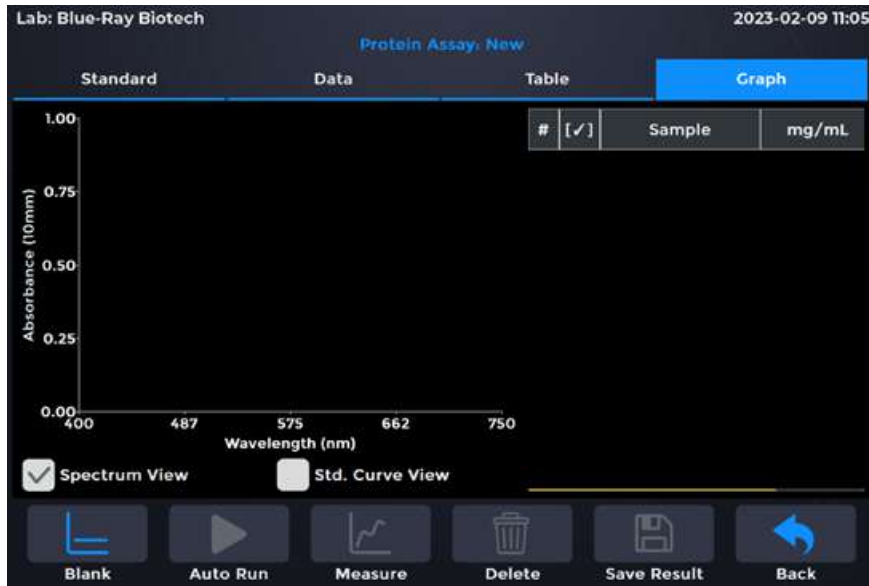 Lab: Blue-Ray Biotech 2023-02-09 11:05
Protein Assay: New
Standard Data Table Graph
# [✓] Sample mg/mL
Absorbance (10mm)
1.00
0.75
0.50
0.25
0.00
400 487 575 662 750
Wavelength (nm)
Spectrum View Std. Curve View
Blank Auto Run Measure Delete Save Result Back